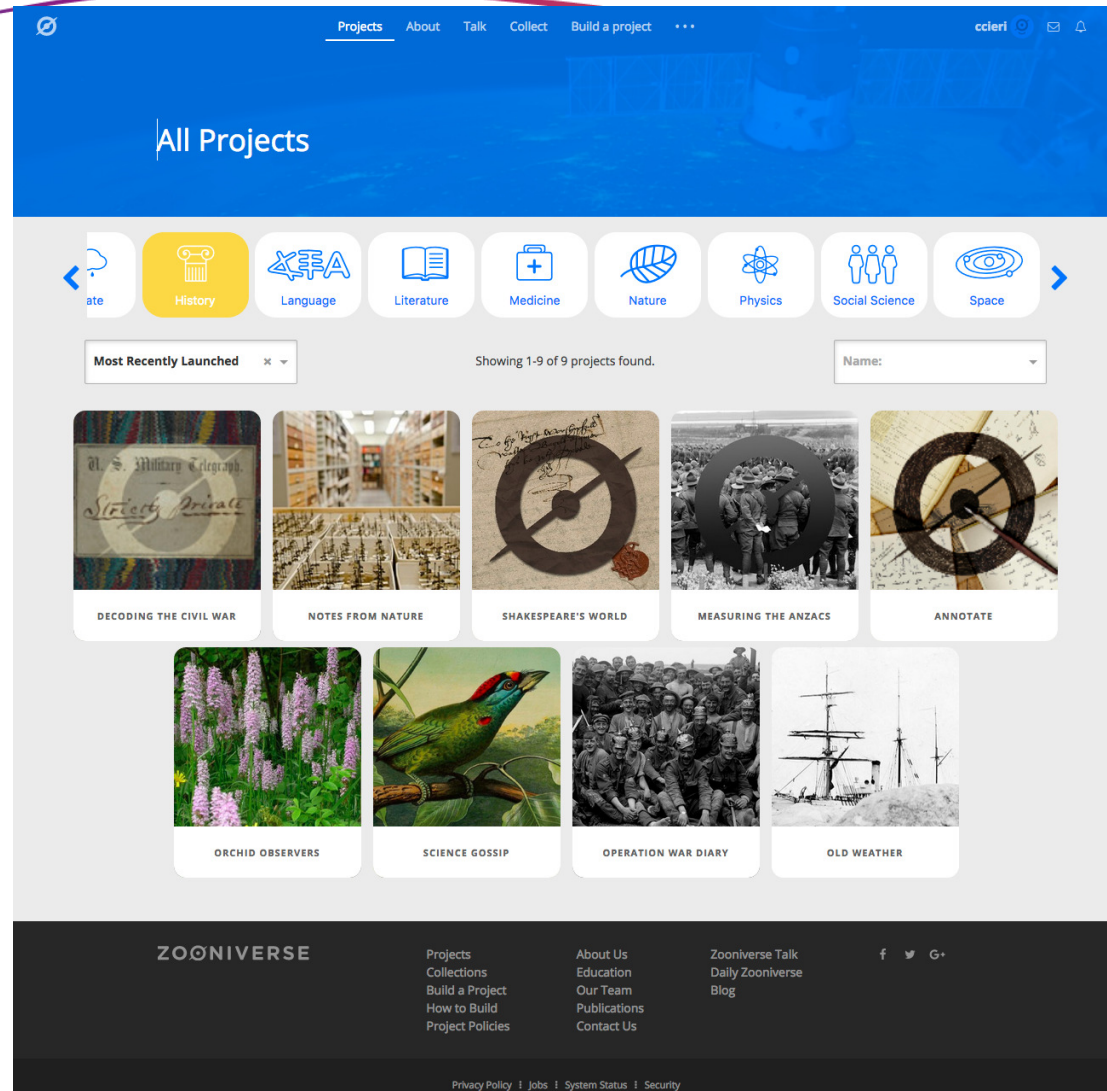 Projects About Talk Collect Build a project ccieri
All Projects
ate History Language Literature Medicine Nature Physics Social Science Space
Most Recently Launched × Showing 1-9 of 9 projects found. Name:
U. S. Military Telegraph.
Strictly Private
DECODING THE CIVIL WAR NOTES FROM NATURE SHAKESPEARE'S WORLD MEASURING THE ANZACS ANNOTATE
ORCHID OBSERVERS SCIENCE GOSSIP OPERATION WAR DIARY OLD WEATHER
ZOONIVERSE Projects About Us Zooniverse Talk f G+
Collections Education Daily Zooniverse
Build a Project Our Team Blog
How to Build Publications
Project Policies Contact Us
Privacy Policy Jobs System Status Security